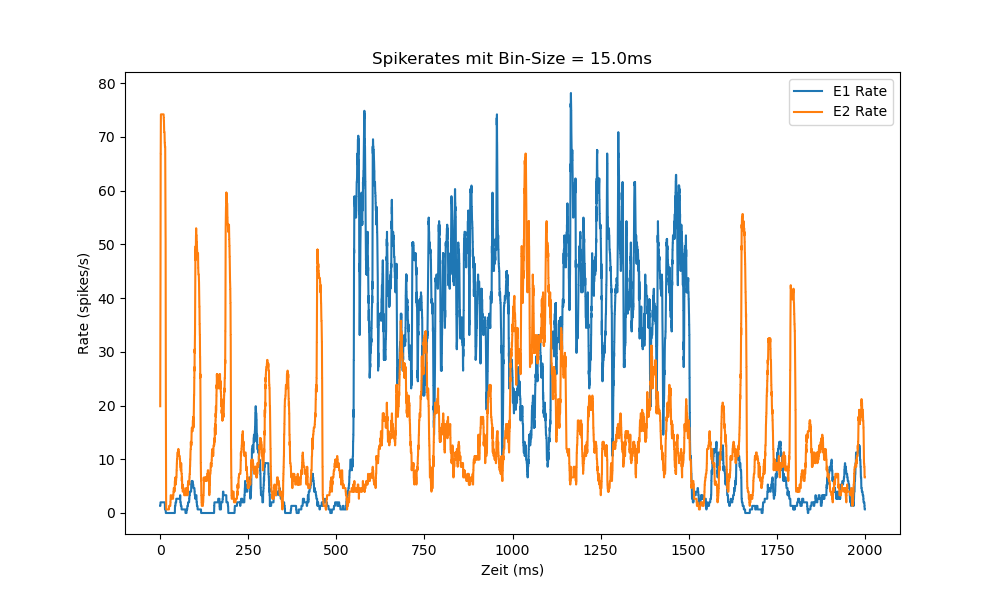 Spikerates mit Bin-Size = 15.0ms
E1 Rate
E2 Rate
80
70
60
50
40
30
20
10
0
Rate (spikes/s)
0 250 500 750 1000 1250 1500 1750 2000
Zeit (ms)